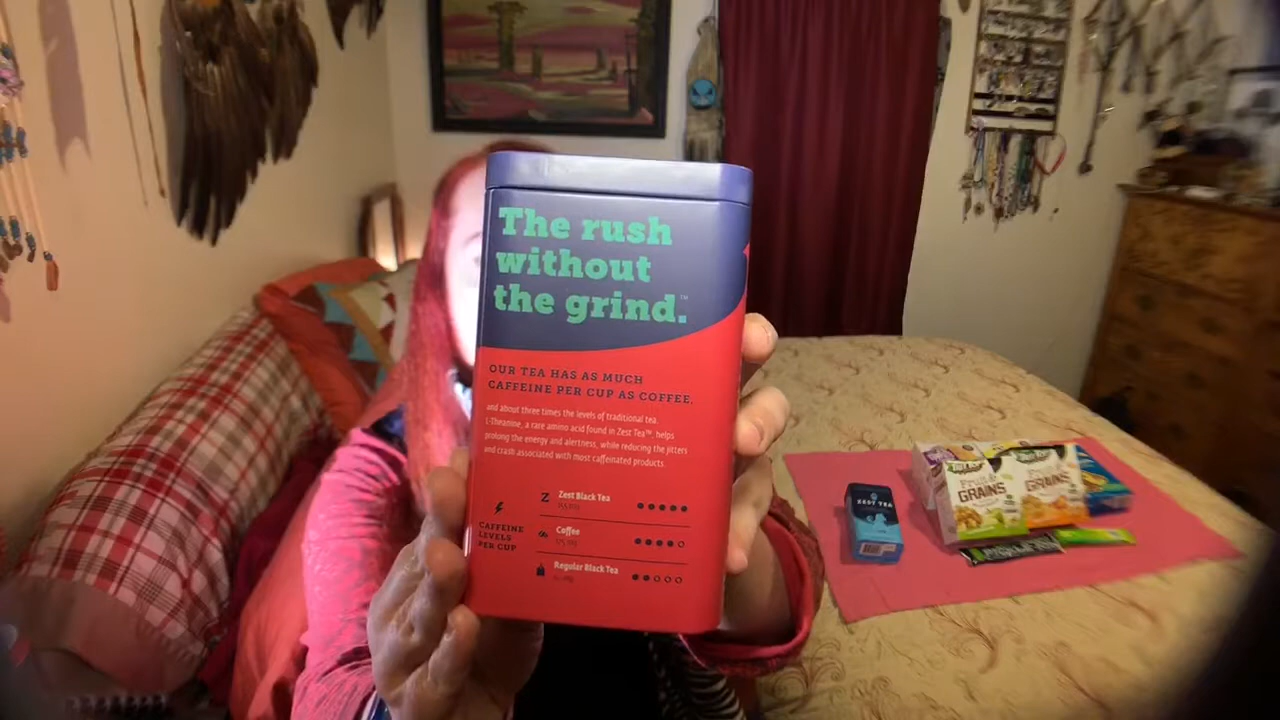 The rush
without
the grind.™
OUR TEA HAS AS MUCH
CAFFEINE PER CUP AS COFFEE,
and about three times the levels of traditional tea.
L-Theanine, a rare amino acid found in Zest Tea™, helps
prolong the energy and alertness, while reducing the jitters
and crash associated with most caffeinated products.
CAFFEINE
LEVELS
PER CUP
Z Zest Black Tea
Coffee
Regular Black Tea
ZEST TEA
Fruit &
GRAINS
GRAINS